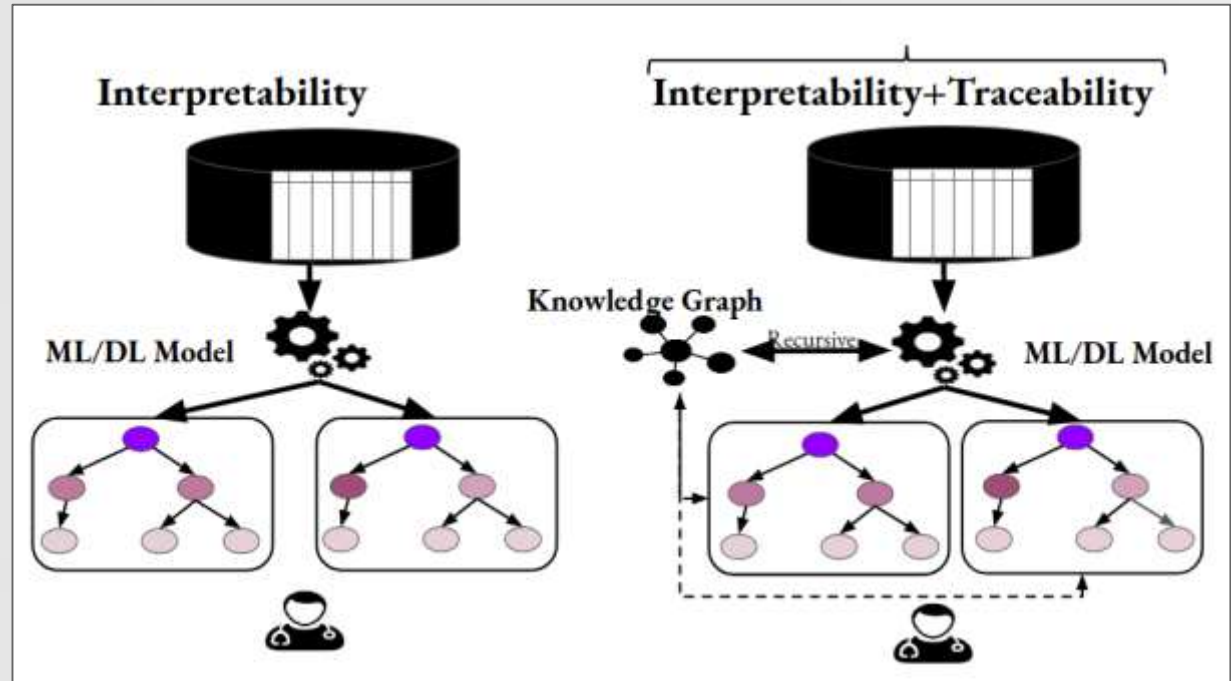 Interpretability
Interpretability+Traceability
Knowledge Graph
Recursive
ML/DL Model
ML/DL Model